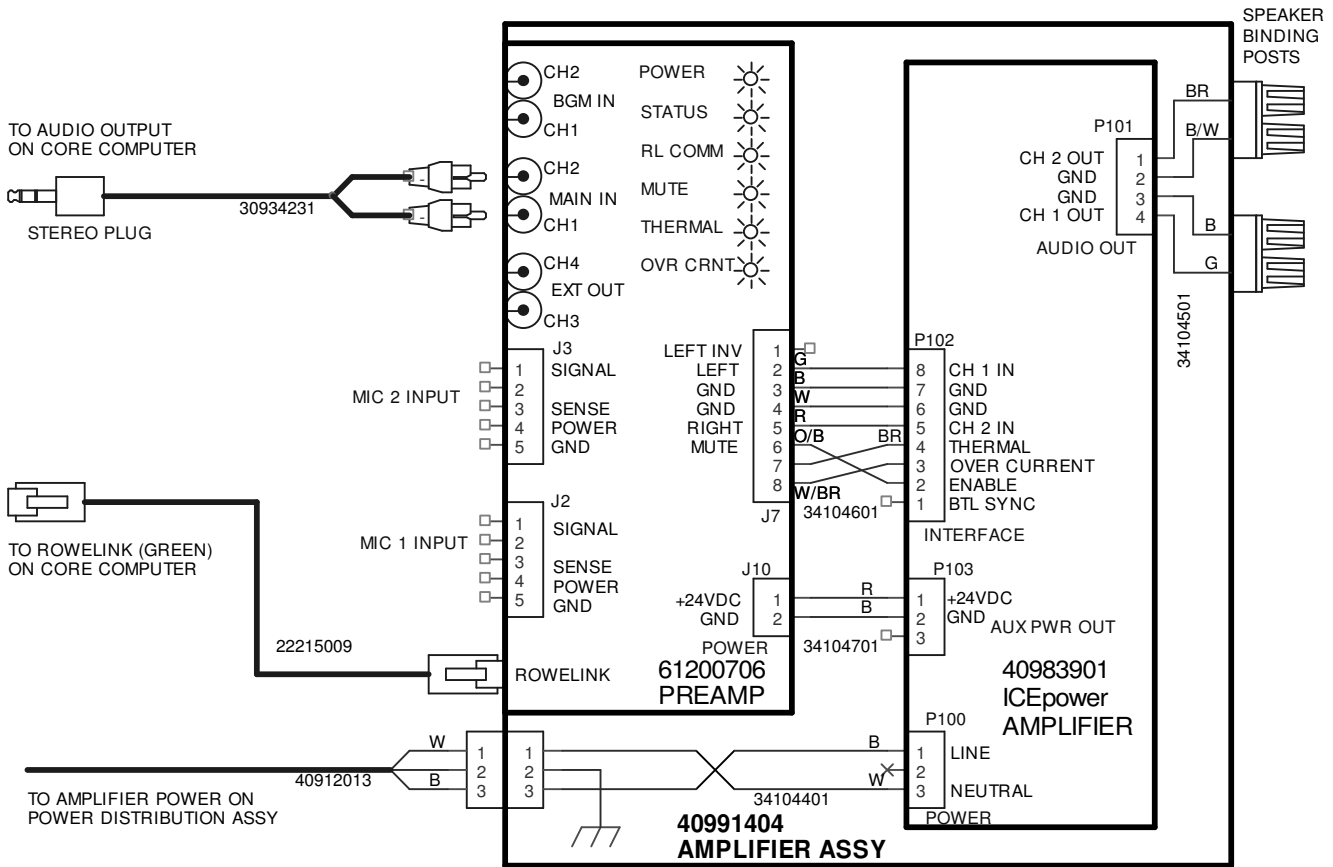 SPEAKER
BINDING
POSTS
TO AUDIO OUTPUT
ON CORE COMPUTER
30934231
STEREO PLUG
CH2
BGM IN
CH1
CH2
MAIN IN
CH1
CH4
EXT OUT
CH3
POWER
STATUS
RL COMM
MUTE
THERMAL
OVR CRNT
P101
CH 2 OUT 1
GND 2
GND 3
CH 1 OUT 4
AUDIO OUT
BR
B/W
B
G
34104501
J3
MIC 2 INPUT
1 SIGNAL
2
3 SENSE
4 POWER
5 GND
J2
MIC 1 INPUT
1 SIGNAL
2
3 SENSE
4 POWER
5 GND
LEFT INV 1
LEFT 2
GND 3
GND 4
RIGHT 5
MUTE 6
7
8
J7
G
B
W
R
O/B
BR
W/BR
34104601
P102
8 CH 1 IN
7 GND
6 GND
5 CH 2 IN
4 THERMAL
3 OVER CURRENT
2 ENABLE
1 BTL SYNC
INTERFACE
TO ROWELINK (GREEN)
ON CORE COMPUTER
22215009
ROWELINK
J10
+24VDC 1
GND 2
POWER
R
B
34104701
P103
1 +24VDC
2 GND
3
AUX PWR OUT
61200706
PREAMP
40983901
ICEpower
AMPLIFIER
W
B
40912013
TO AMPLIFIER POWER ON
POWER DISTRIBUTION ASSY
1 1
2 2
3 3
B
W
34104401
P100
1 LINE
2
3 NEUTRAL
POWER
40991404
AMPLIFIER ASSY